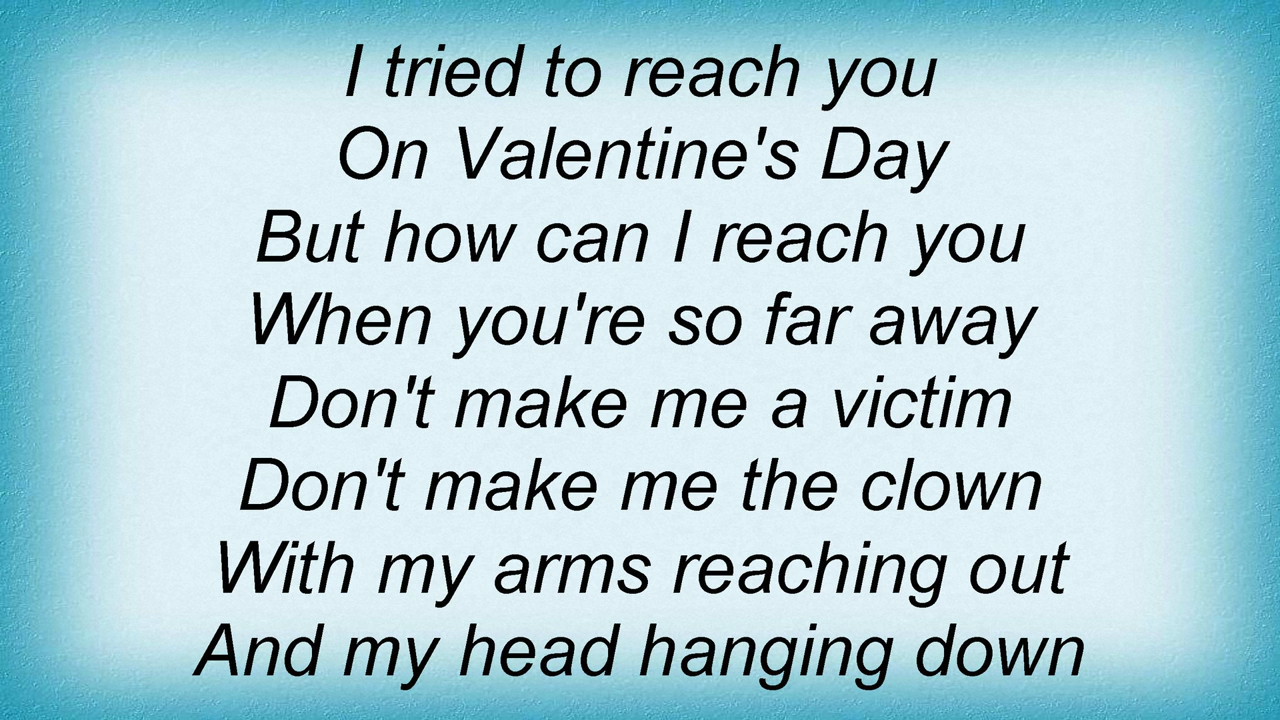 I tried to reach you
On Valentine's Day
But how can I reach you
When you're so far away
Don't make me a victim
Don't make me the clown
With my arms reaching out
And my head hanging down